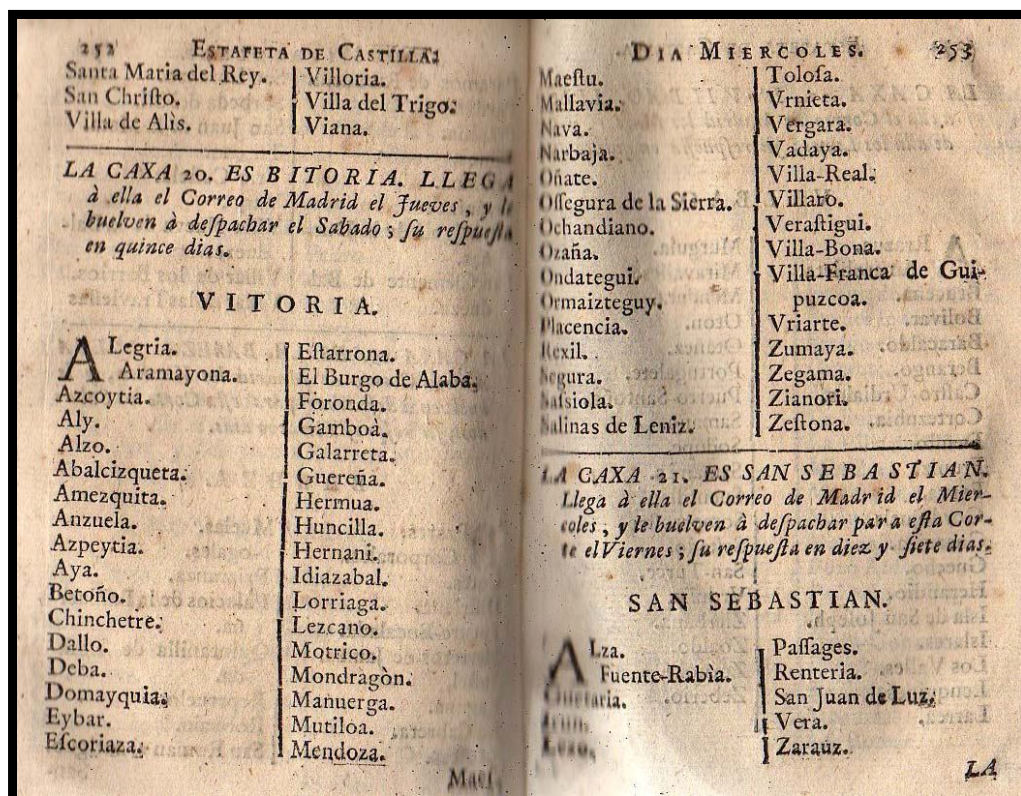 252 ESTAFETA DE CASTILLA:
Santa Maria del Rey.
San Christo.
Villa de Alìs.
Villoria.
Villa del Trigo:
Viana.
LA CAXA 20. ES BITORIA. LLEGA
à ella el Correo de Madrid el Jueves, y le
buelven à deſpachar el Sabado; ſu reſpueſta
en quince dias.
VITORIA.
ALegria.
Aramayona.
Azcoytia.
Aly.
Alzo.
Abalcizqueta.
Amezquita.
Anzuela.
Azpeytia.
Aya.
Betoño.
Chinchetre.
Dallo.
Deba.
Domayquia;
Eybar.
Eſcoriaza.
Eſtarrona.
El Burgo de Alaba.
Foronda.
Gamboa.
Galarreta.
Guereña.
Hermua.
Huncilla.
Hernani.
Idiazabal.
Lorriaga.
Lezcano.
Motrico.
Mondragòn.
Manuerga.
Mutiloa.
Mendoza.
Maeſ
DIA MIERCOLES. 253
Maeſtu.
Mallavia.
Nava.
Narbaja.
Oñate.
Oſſegura de la Sierra.
Ochandiano.
Ozaña.
Ondategui.
Ormaizteguy.
Placencia.
Rexil.
Segura.
Saſsiola.
Salinas de Leniz.
Toloſa.
Vrnieta.
Vergara.
Vadaya.
Villa-Real.
Villaro.
Veraſtigui.
Villa-Bona.
Villa-Franca de Gui-
puzcoa.
Vriarte.
Zumaya.
Zegama.
Zianori.
Zeſtona.
LA CAXA 21. ES SAN SEBASTIAN.
Llega à ella el Correo de Madrid el Mier-
coles, y le buelven à deſpachar para eſta Cor-
te el Viernes; ſu reſpueſta en diez y ſiete dias.
SAN SEBASTIAN.
ALza.
Fuente-Rabìa.
Guetaria.
Irun.
Lezo.
Paſſages.
Renteria.
San Juan de Luz.
Vera.
Zarauz.
LA